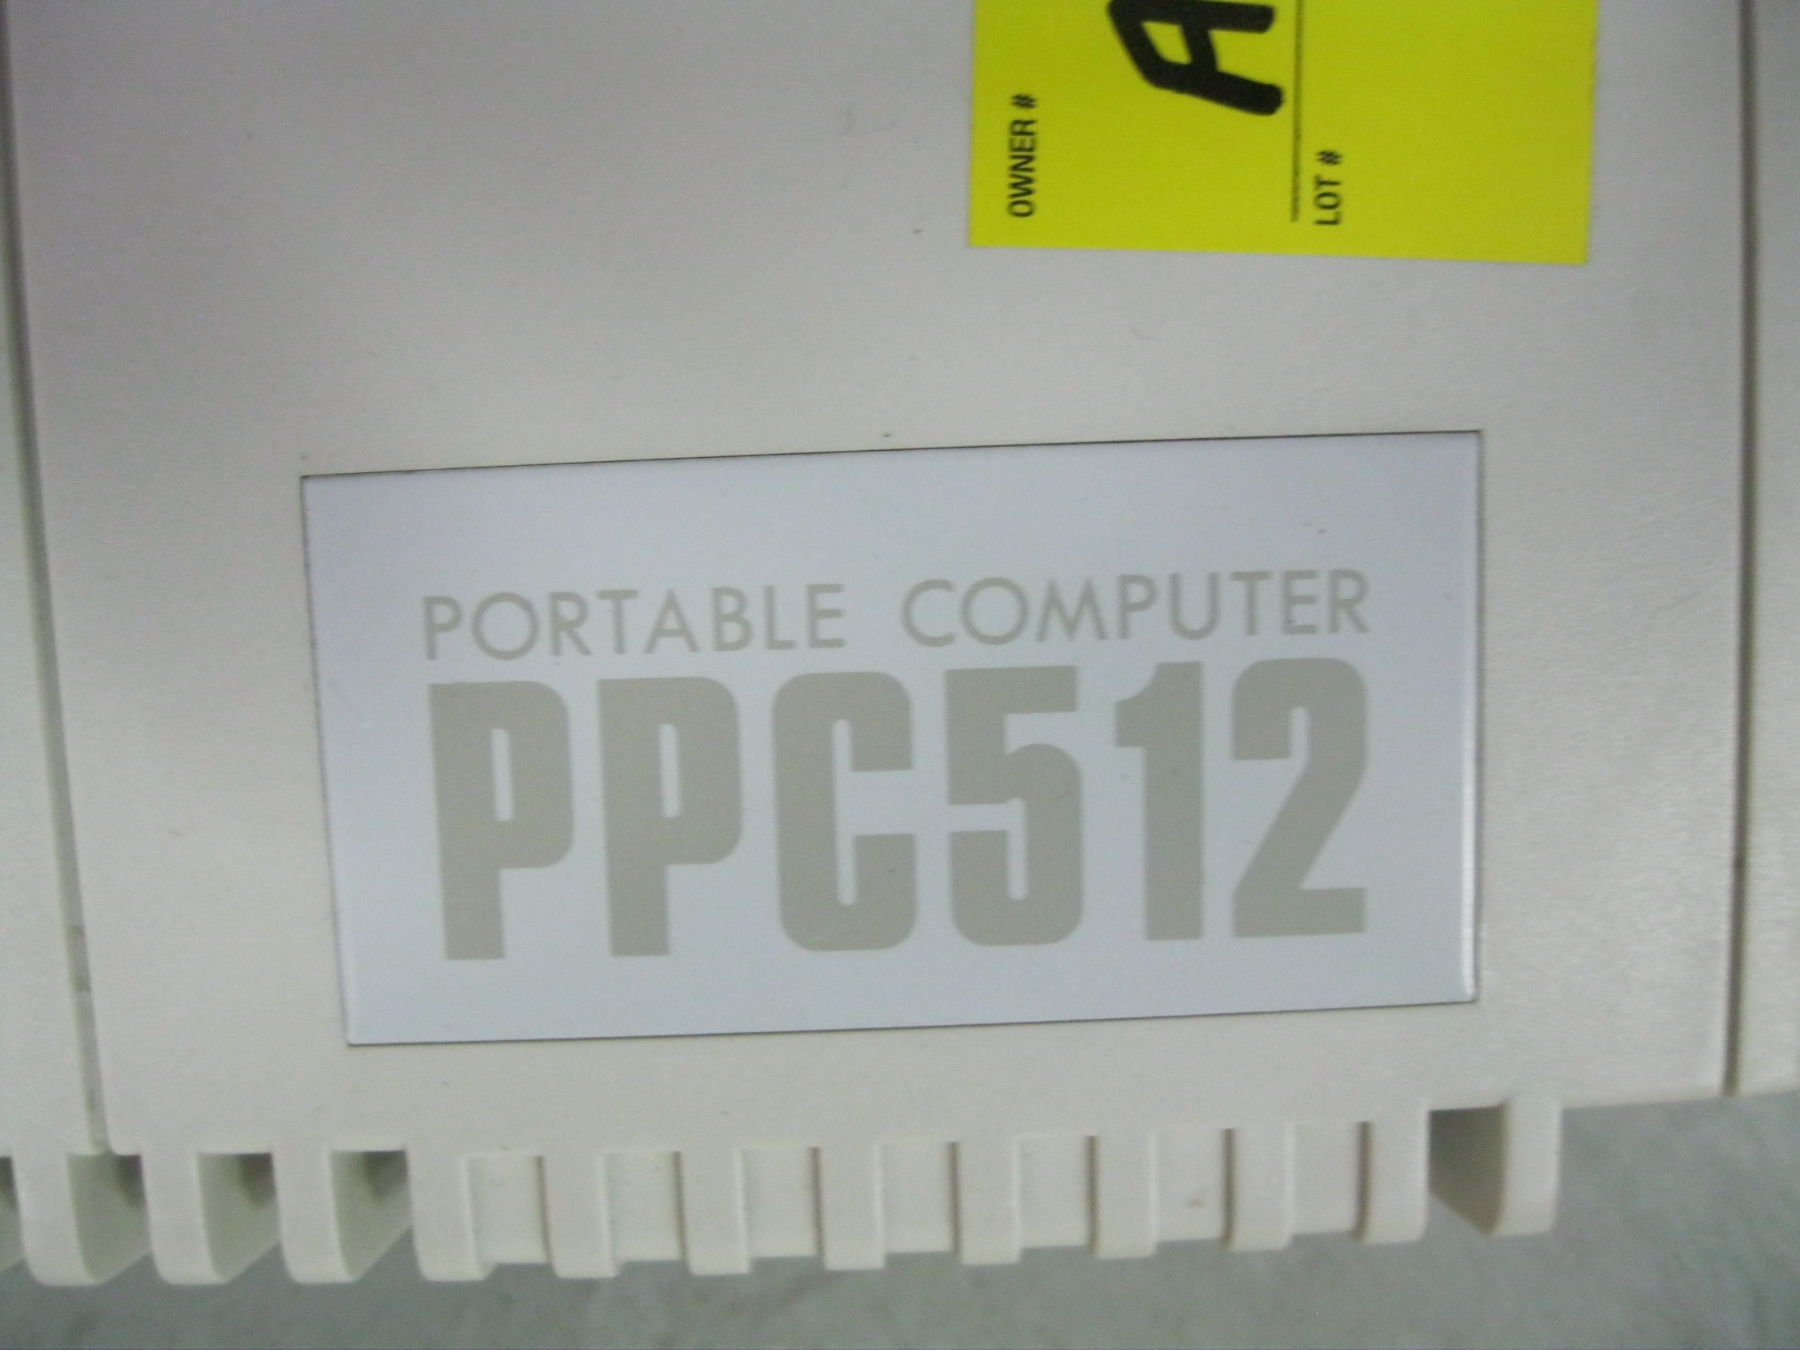 OWNER #
A
LOT #
PORTABLE COMPUTER
PPC512